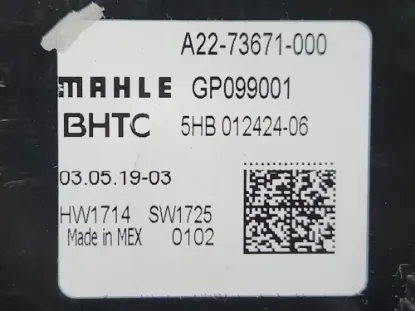 A22-73671-000
MAHLE GP099001
BHTC 5HB 012424-06
03.05.19-03
HW1714 SW1725
Made in MEX 0102